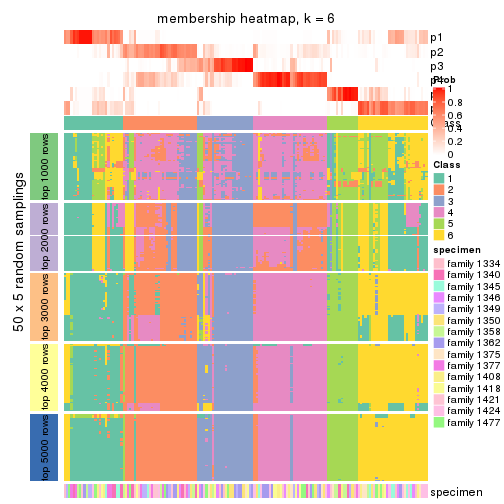 membership heatmap, k = 6
p1
p2
p3
Prob
1
0.8
0.6
0.4
0.2
0
Class
1
2
3
4
5
6
specimen
family 1334
family 1340
family 1345
family 1346
family 1349
family 1350
family 1358
family 1362
family 1375
family 1377
family 1408
family 1418
family 1421
family 1424
family 1477
50 x 5 random samplings
top 1000 rows
top 2000 rows
top 3000 rows
top 4000 rows
top 5000 rows
specimen